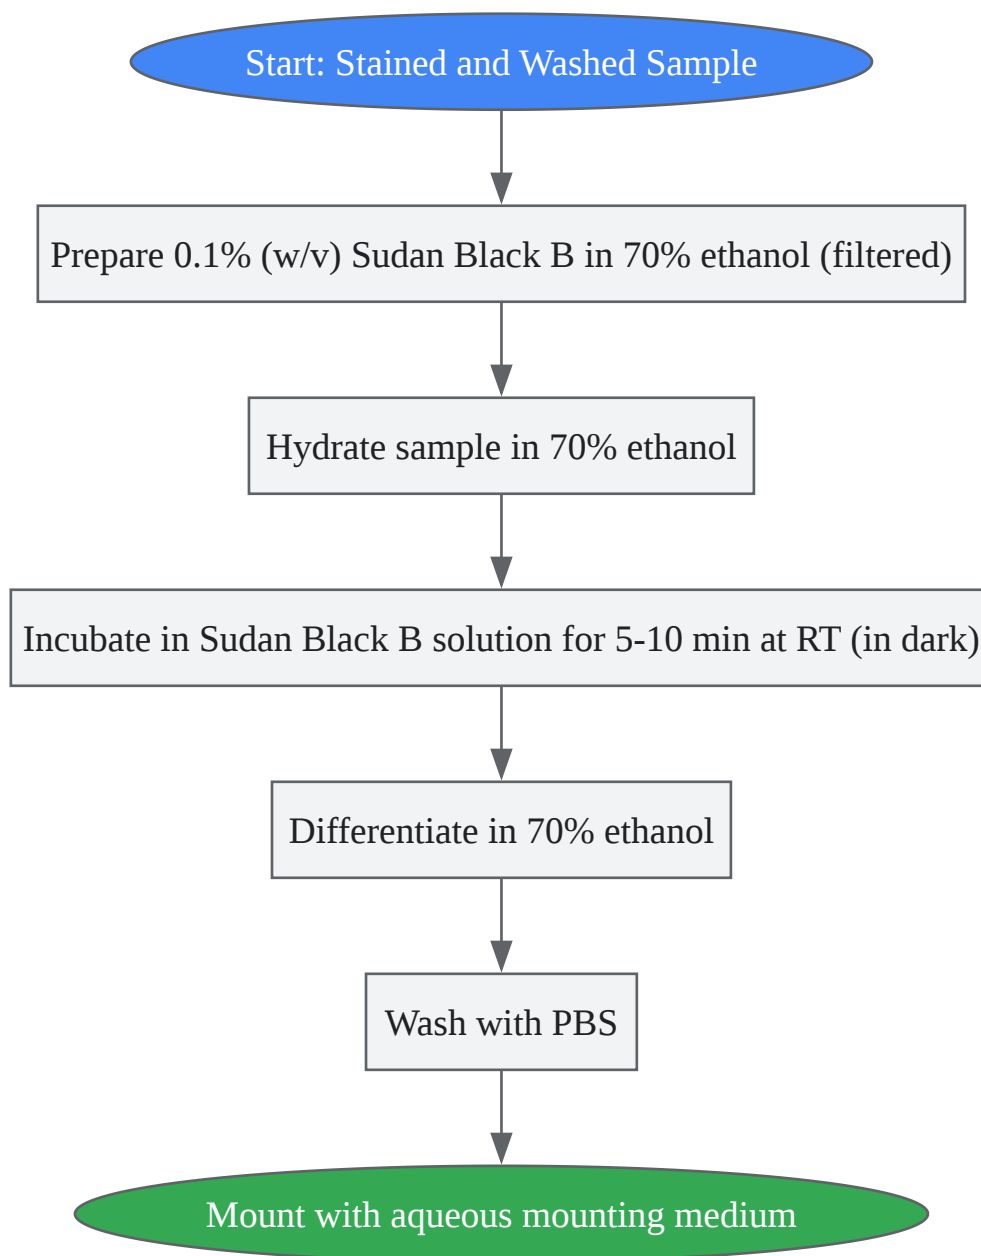 Start: Stained and Washed Sample
Prepare 0.1% (w/v) Sudan Black B in 70% ethanol (filtered)
Hydrate sample in 70% ethanol
Incubate in Sudan Black B solution for 5-10 min at RT (in dark)
Differentiate in 70% ethanol
Wash with PBS
Mount with aqueous mounting medium